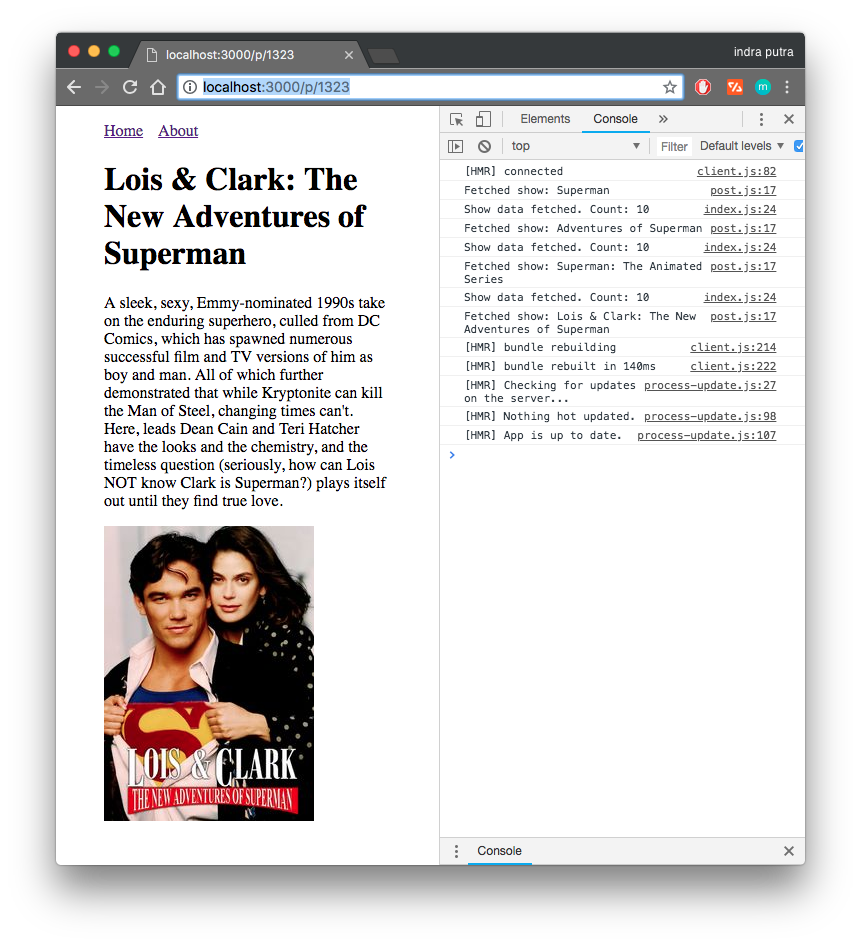 localhost:3000/p/1323
indra putra
localhost:3000/p/1323
m
Home About
Lois & Clark: The
New Adventures of
Superman
A sleek, sexy, Emmy-nominated 1990s take
on the enduring superhero, culled from DC
Comics, which has spawned numerous
successful film and TV versions of him as
boy and man. All of which further
demonstrated that while Kryptonite can kill
the Man of Steel, changing times can't.
Here, leads Dean Cain and Teri Hatcher
have the looks and the chemistry, and the
timeless question (seriously, how can Lois
NOT know Clark is Superman?) plays itself
out until they find true love.
S
LOIS & CLARK
THE NEW ADVENTURES OF SUPERMAN
Elements Console »
top Filter Default levels
[HMR] connected client.js:82
Fetched show: Superman post.js:17
Show data fetched. Count: 10 index.js:24
Fetched show: Adventures of Superman post.js:17
Show data fetched. Count: 10 index.js:24
Fetched show: Superman: The Animated post.js:17
Series
Show data fetched. Count: 10 index.js:24
Fetched show: Lois & Clark: The New post.js:17
Adventures of Superman
[HMR] bundle rebuilding client.js:214
[HMR] bundle rebuilt in 140ms client.js:222
[HMR] Checking for updates process-update.js:27
on the server...
[HMR] Nothing hot updated. process-update.js:98
[HMR] App is up to date. process-update.js:107
Console